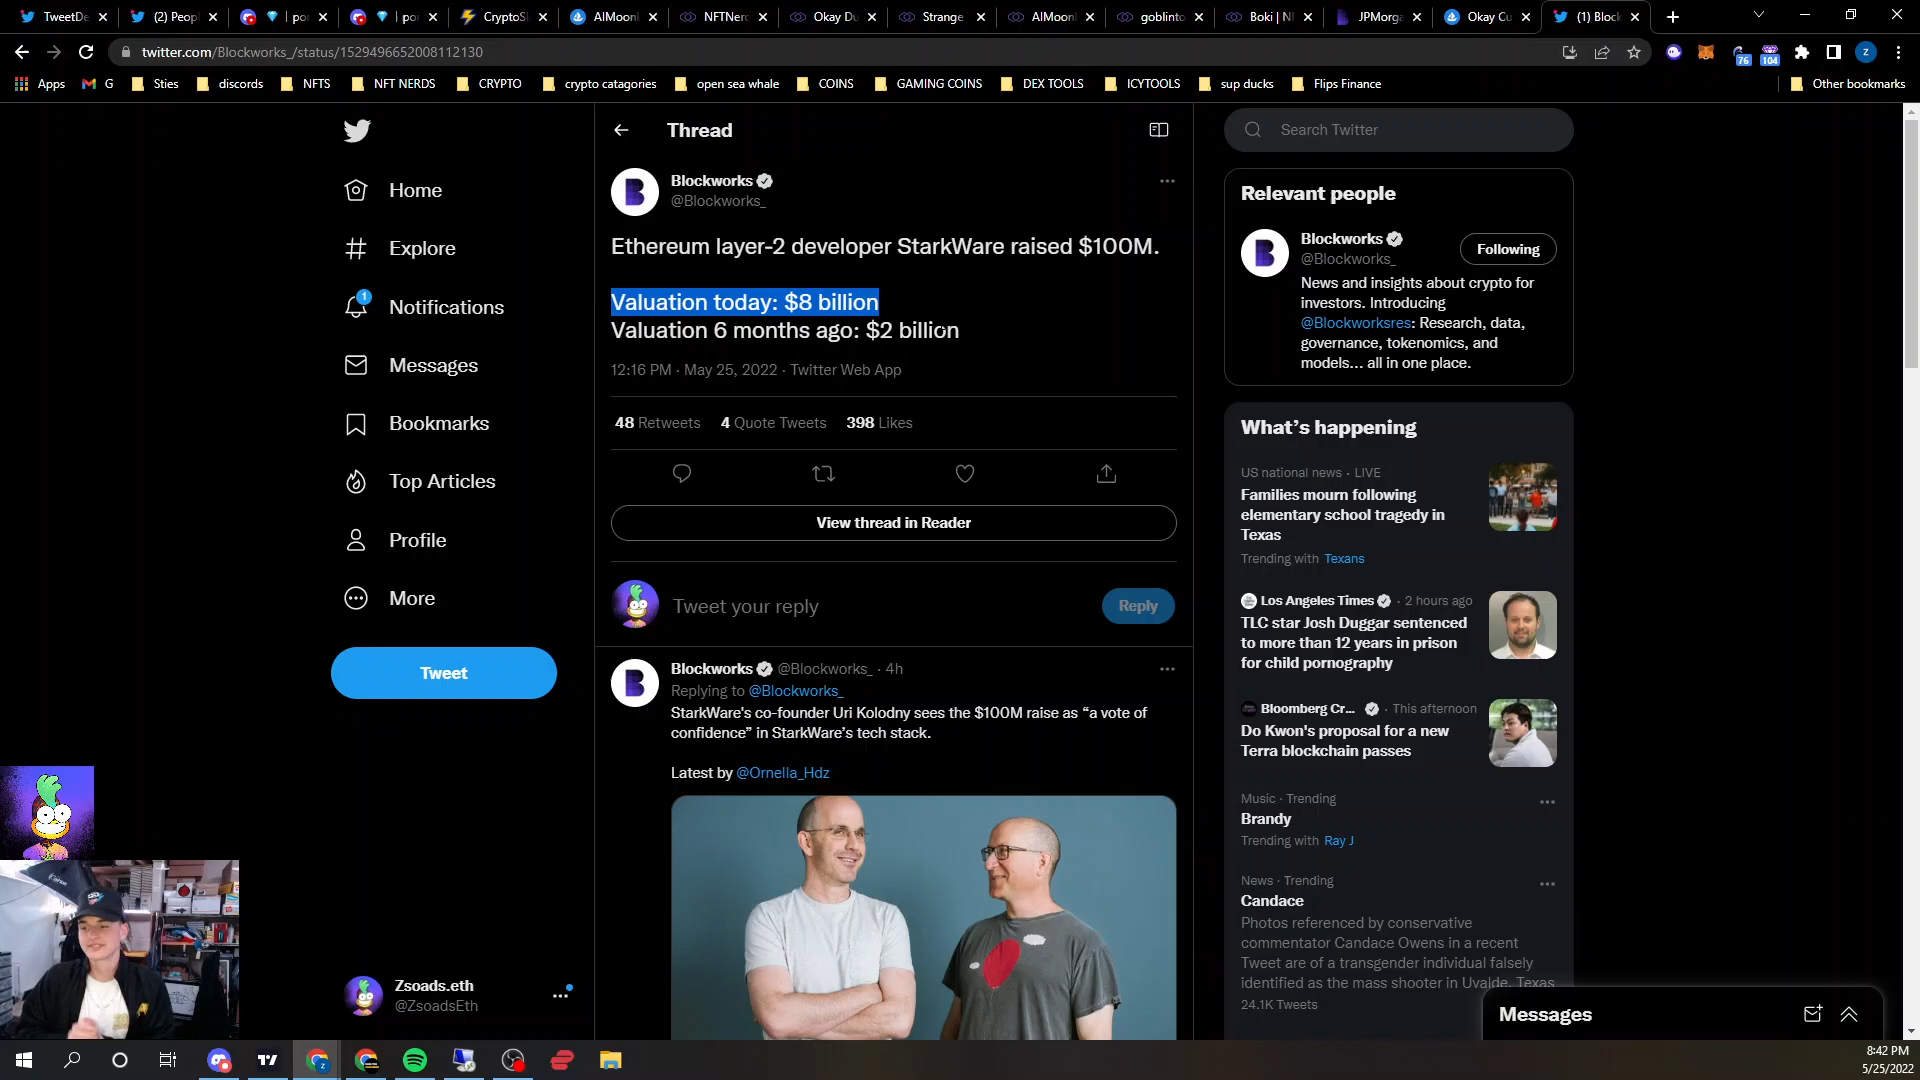 TweetDe
(2) Peopl
| por
| por
CryptoSl
AIMoonl
NFTNerd
Okay Du
Strange
AIMoonl
goblinto
Boki | N
JPMorga
Okay Cu
(1) Block
twitter.com/Blockworks_/status/1529496652008112130
76
104
Z
Apps
G
Sties
discords
NFTS
NFT NERDS
CRYPTO
crypto catagories
open sea whale
COINS
GAMING COINS
DEX TOOLS
ICYTOOLS
sup ducks
Flips Finance
Other bookmarks
Home
Explore
1
Notifications
Messages
Bookmarks
Top Articles
Profile
More
Tweet
Zsoads.eth
@ZsoadsEth
Thread
Blockworks
@Blockworks_
Ethereum layer-2 developer StarkWare raised $100M.
Valuation today: $8 billion
Valuation 6 months ago: $2 billion
12:16 PM · May 25, 2022 · Twitter Web App
48 Retweets 4 Quote Tweets 398 Likes
View thread in Reader
Tweet your reply
Reply
Blockworks @Blockworks_ · 4h
Replying to @Blockworks_
StarkWare's co-founder Uri Kolodny sees the $100M raise as “a vote of
confidence” in StarkWare’s tech stack.
Latest by @Ornella_Hdz
Search Twitter
Relevant people
Blockworks
@Blockworks_
Following
News and insights about crypto for
investors. Introducing
@Blockworksres: Research, data,
governance, tokenomics, and
models... all in one place.
What’s happening
US national news · LIVE
Families mourn following
elementary school tragedy in
Texas
Trending with Texans
Los Angeles Times · 2 hours ago
TLC star Josh Duggar sentenced
to more than 12 years in prison
for child pornography
Bloomberg Cr... · This afternoon
Do Kwon's proposal for a new
Terra blockchain passes
Music · Trending
Brandy
Trending with Ray J
News · Trending
Candace
Photos referenced by conservative
commentator Candace Owens in a recent
Tweet are of a transgender individual falsely
identified as the mass shooter in Uvalde, Texas
24.1K Tweets
Messages
8:42 PM
5/25/2022